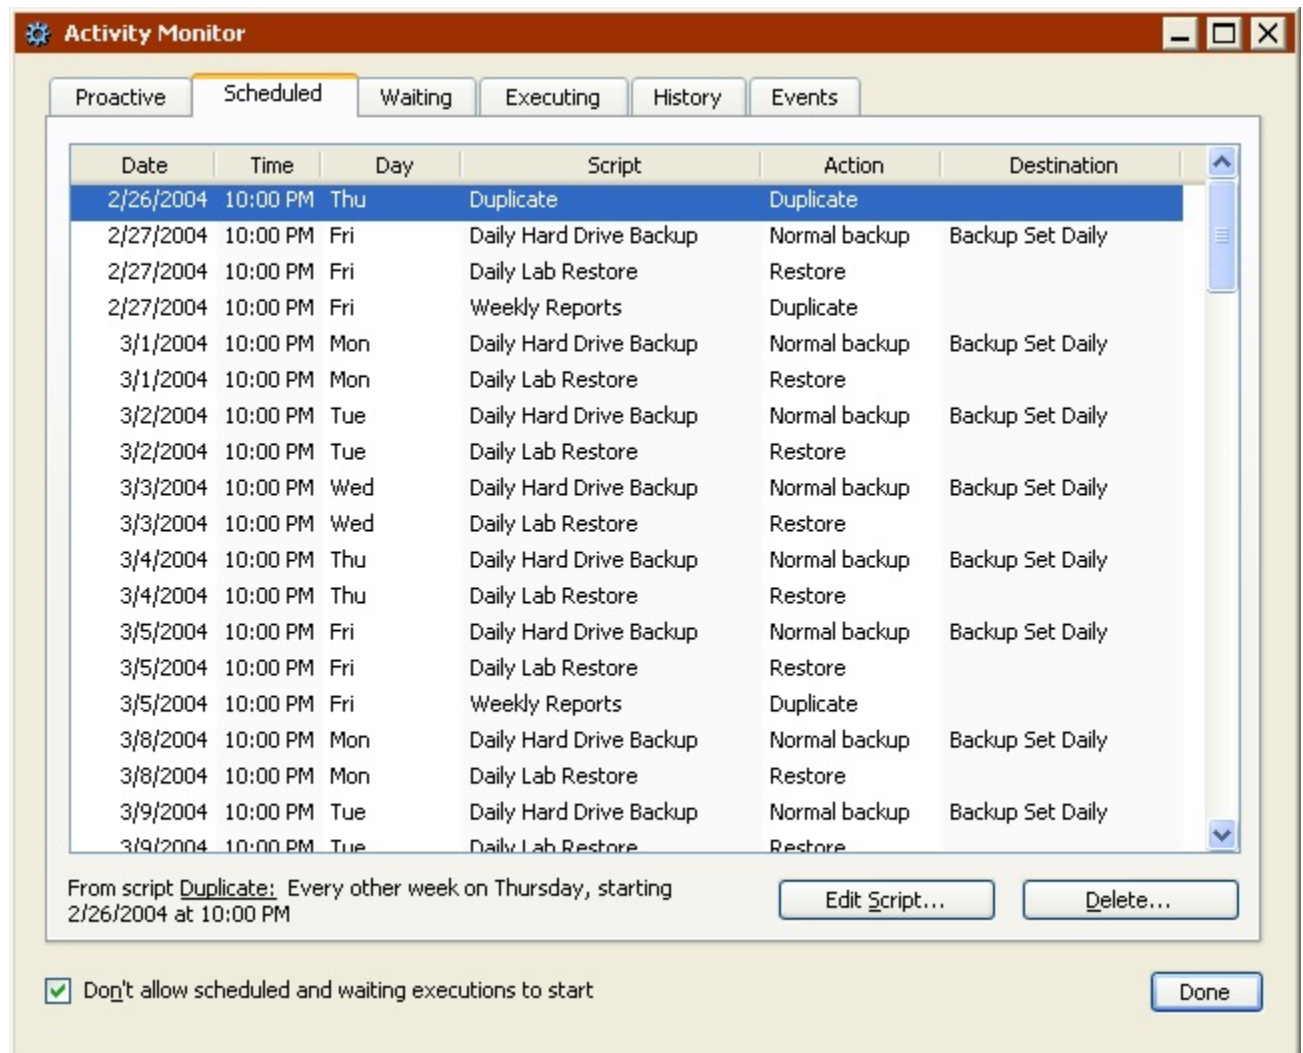 Activity Monitor
Proactive Scheduled Waiting Executing History Events
Date Time Day Script Action Destination
2/26/2004 10:00 PM Thu Duplicate Duplicate
2/27/2004 10:00 PM Fri Daily Hard Drive Backup Normal backup Backup Set Daily
2/27/2004 10:00 PM Fri Daily Lab Restore Restore
2/27/2004 10:00 PM Fri Weekly Reports Duplicate
3/1/2004 10:00 PM Mon Daily Hard Drive Backup Normal backup Backup Set Daily
3/1/2004 10:00 PM Mon Daily Lab Restore Restore
3/2/2004 10:00 PM Tue Daily Hard Drive Backup Normal backup Backup Set Daily
3/2/2004 10:00 PM Tue Daily Lab Restore Restore
3/3/2004 10:00 PM Wed Daily Hard Drive Backup Normal backup Backup Set Daily
3/3/2004 10:00 PM Wed Daily Lab Restore Restore
3/4/2004 10:00 PM Thu Daily Hard Drive Backup Normal backup Backup Set Daily
3/4/2004 10:00 PM Thu Daily Lab Restore Restore
3/5/2004 10:00 PM Fri Daily Hard Drive Backup Normal backup Backup Set Daily
3/5/2004 10:00 PM Fri Daily Lab Restore Restore
3/5/2004 10:00 PM Fri Weekly Reports Duplicate
3/8/2004 10:00 PM Mon Daily Hard Drive Backup Normal backup Backup Set Daily
3/8/2004 10:00 PM Mon Daily Lab Restore Restore
3/9/2004 10:00 PM Tue Daily Hard Drive Backup Normal backup Backup Set Daily
3/9/2004 10:00 PM Tue Daily Lab Restore Restore
From script Duplicate: Every other week on Thursday, starting
2/26/2004 at 10:00 PM
Edit Script... Delete...
Don't allow scheduled and waiting executions to start
Done